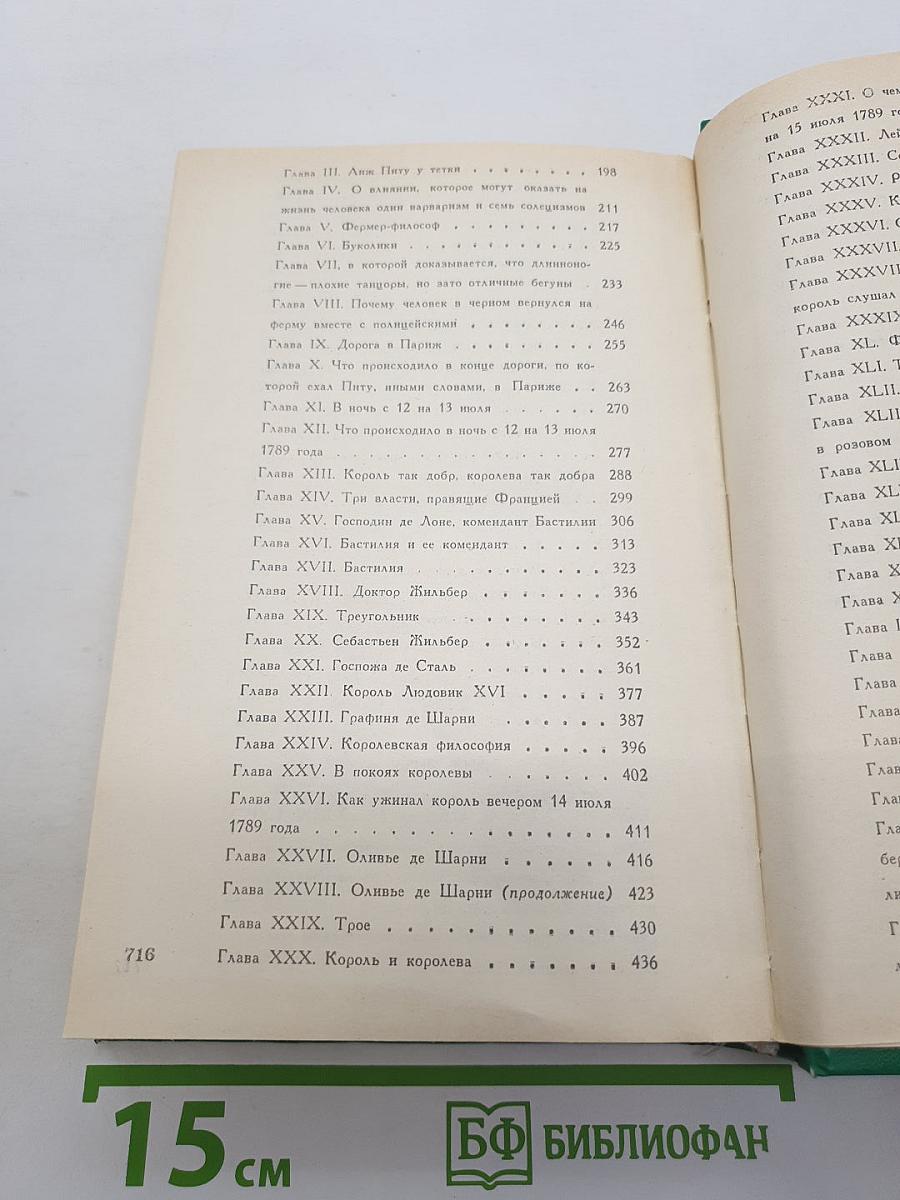 Глава III. Анж Питу у тетки . . . . . . . . 198
Глава IV. О влиянии, которое могут оказать на
жизнь человека один варваризм и семь солецизмов 211
Глава V. Фермер-философ . . . . . . . . . 217
Глава VI. Буколики . . . . . . . . . . . 225
Глава VII, в которой доказывается, что длинноно-
гие — плохие танцоры, но зато отличные бегуны . 233
Глава VIII. Почему человек в черном вернулся на
ферму вместе с полицейскими . . . . . . . . 246
Глава IX. Дорога в Париж . . . . . . . . . 255
Глава X. Что происходило в конце дороги, по ко-
торой ехал Питу, иными словами, в Париже . . 263
Глава XI. В ночь с 12 на 13 июля . . . . . . 270
Глава XII. Что происходило в ночь с 12 на 13 июля
1789 года . . . . . . . . . . . . . . . 277
Глава XIII. Король так добр, королева так добра 288
Глава XIV. Три власти, правящие Францией . . 299
Глава XV. Господин де Лоне, комендант Бастилии 306
Глава XVI. Бастилия и ее комендант . . . . . 313
Глава XVII. Бастилия . . . . . . . . . . . 323
Глава XVIII. Доктор Жильбер . . . . . . . 336
Глава XIX. Треугольник . . . . . . . . . 343
Глава XX. Себастьен Жильбер . . . . . . . 352
Глава XXI. Госпожа де Сталь . . . . . . . 361
Глава XXII. Король Людовик XVI . . . . . 377
Глава XXIII. Графиня де Шарни . . . . . . 387
Глава XXIV. Королевская философия . . . . . 396
Глава XXV. В покоях королевы . . . . . . . 402
Глава XXVI. Как ужинал король вечером 14 июля
1789 года . . . . . . . . . . . . . . . 411
Глава XXVII. Оливье де Шарни . . . . . . 416
Глава XXVIII. Оливье де Шарни (продолжение) 423
Глава XXIX. Трое . . . . . . . . . . . . 430
Глава XXX. Король и королева . . . . . . . 436
716
Глава XXXI. О чем
на 15 июля 1789
Глава XXXII.
Глава XXXIII.
Глава XXXIV.
Глава XXXV.
Глава XXXVI.
Глава XXXVII.
король слушал
Глава
Глава XL.
Глава XLI.
Глава XLII.
Глава
в розовом
Глава
Глава
Глава
Глава
Глава
Глава
Глава
Глава
Глава
Глава
Глава
15 см
БФ БИБЛИОФАН